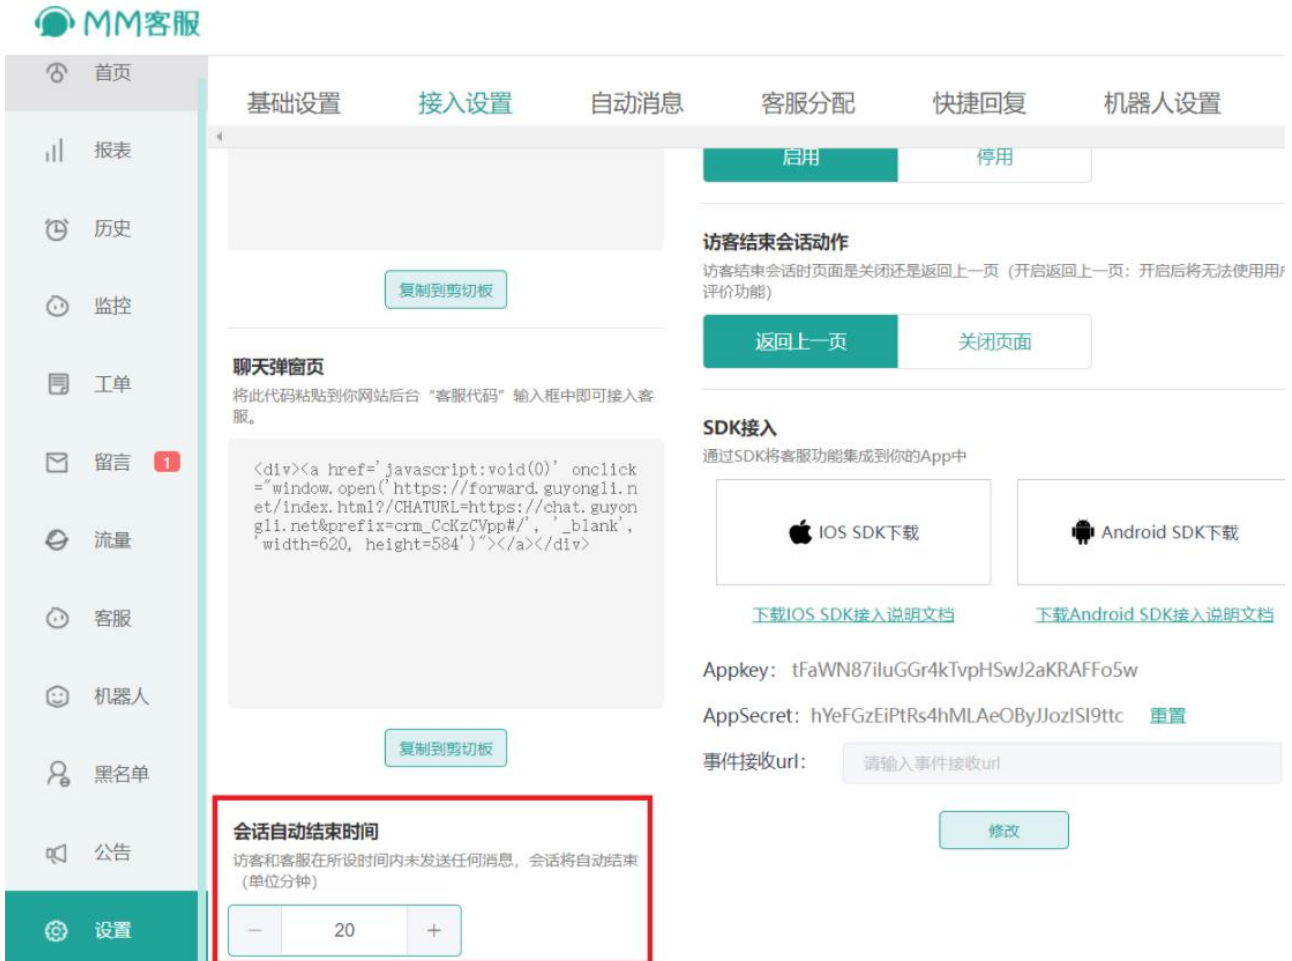 MM客服
首页
报表
历史
监控
工单
留言 1
流量
客服
机器人
黑名单
公告
设置
基础设置 接入设置 自动消息 客服分配 快捷回复 机器人设置
复制到剪切板
聊天弹窗页
将此代码粘贴到你网站后台“客服代码”输入框中即可接入客
服。
<div><a href='javascript:void(0)' onclick
="window.open('https://forward.guyongli.n
et/index.html?/CHATURL=https://chat.guyon
gli.net&prefix=crm_CcKzCVpp#/', '_blank',
'width=620, height=584')"></a></div>
复制到剪切板
会话自动结束时间
访客和客服在所设时间内未发送任何消息，会话将自动结束
（单位分钟）
− 20 +
启用 停用
访客结束会话动作
访客结束会话时页面是关闭还是返回上一页（开启返回上一页：开启后将无法使用用户
评价功能）
返回上一页 关闭页面
SDK接入
通过SDK将客服功能集成到你的App中
IOS SDK下载 Android SDK下载
下载IOS SDK接入说明文档 下载Android SDK接入说明文档
Appkey： tFaWN87iluGGr4kTvpHSwJ2aKRAFFo5w
AppSecret： hYeFGzEiPtRs4hMLAeOByJJozlSI9ttc 重置
事件接收url： 请输入事件接收url
修改